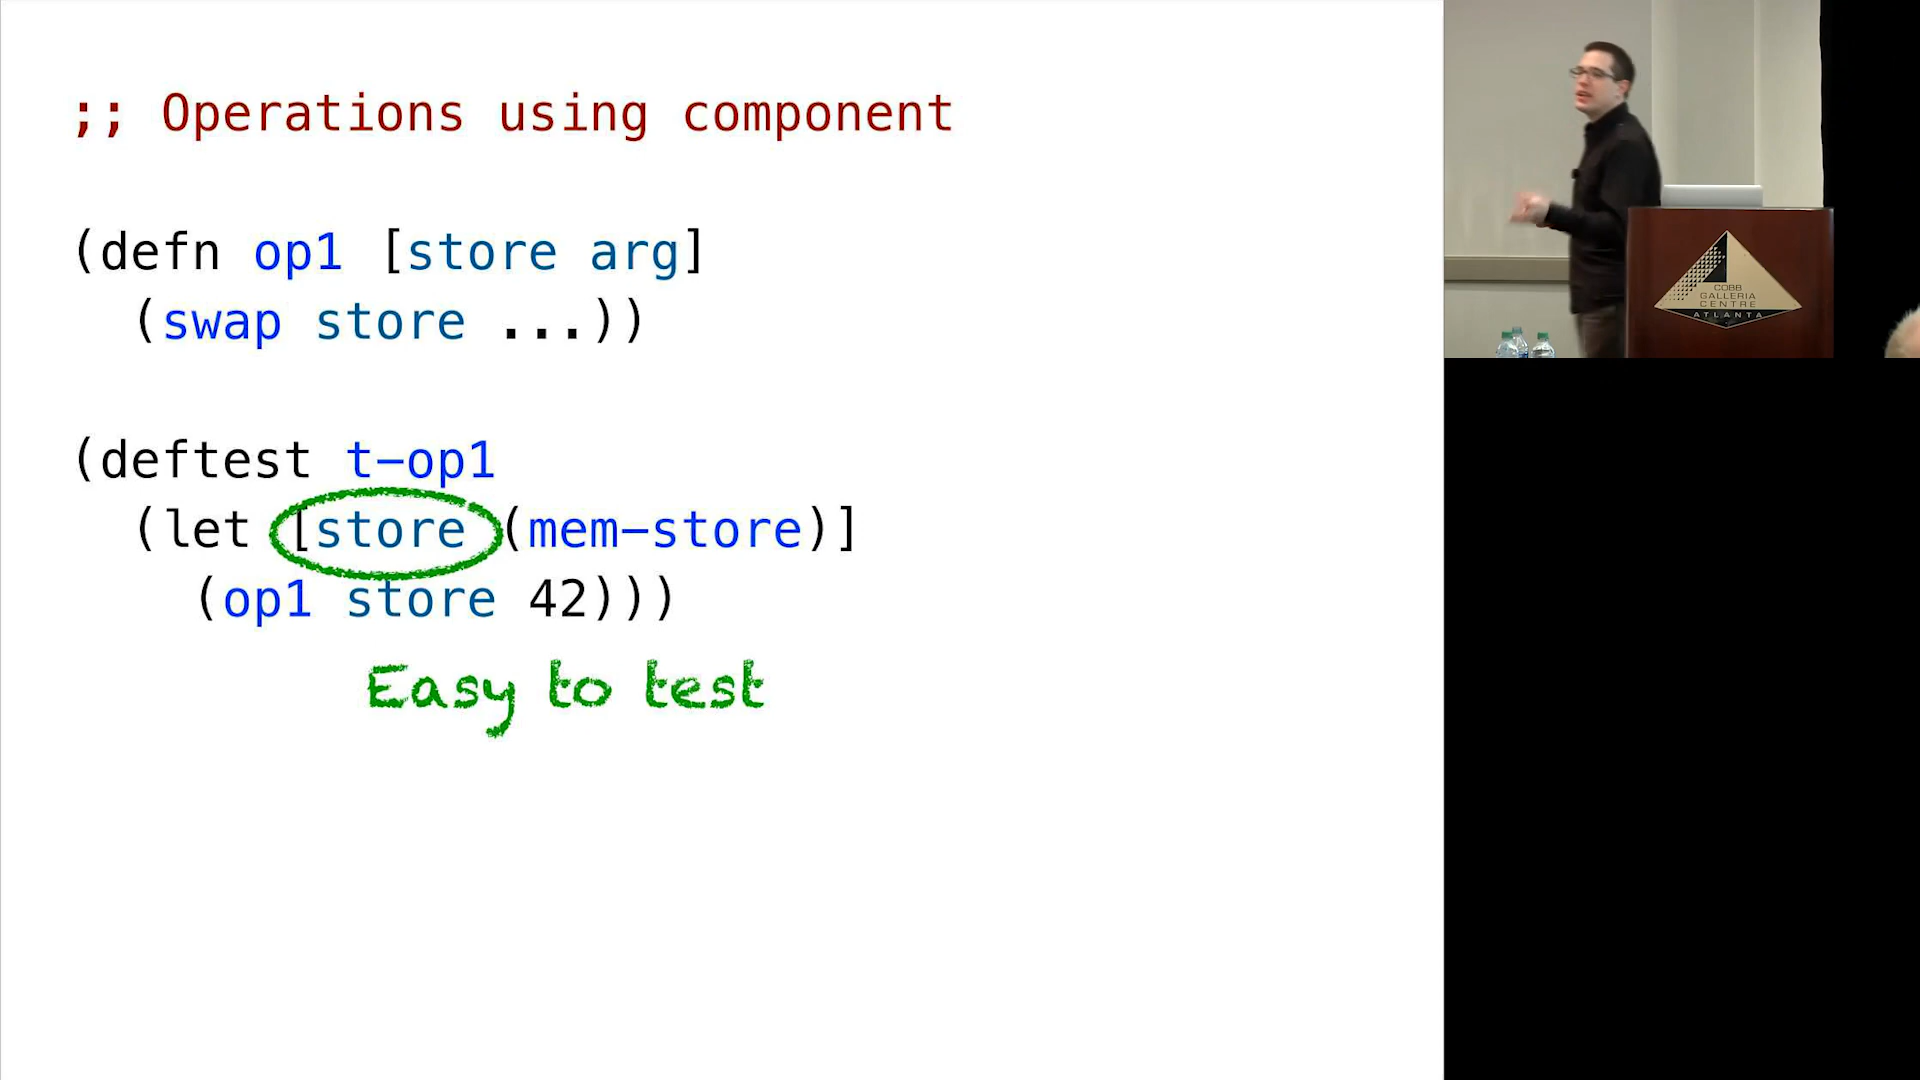 ;; Operations using component
(defn op1 [store arg]
(swap store ...))
(deftest t-op1
(let [store (mem-store)]
(op1 store 42)))
Easy to test
COBB
GALLERIA
CENTRE
ATLANTA